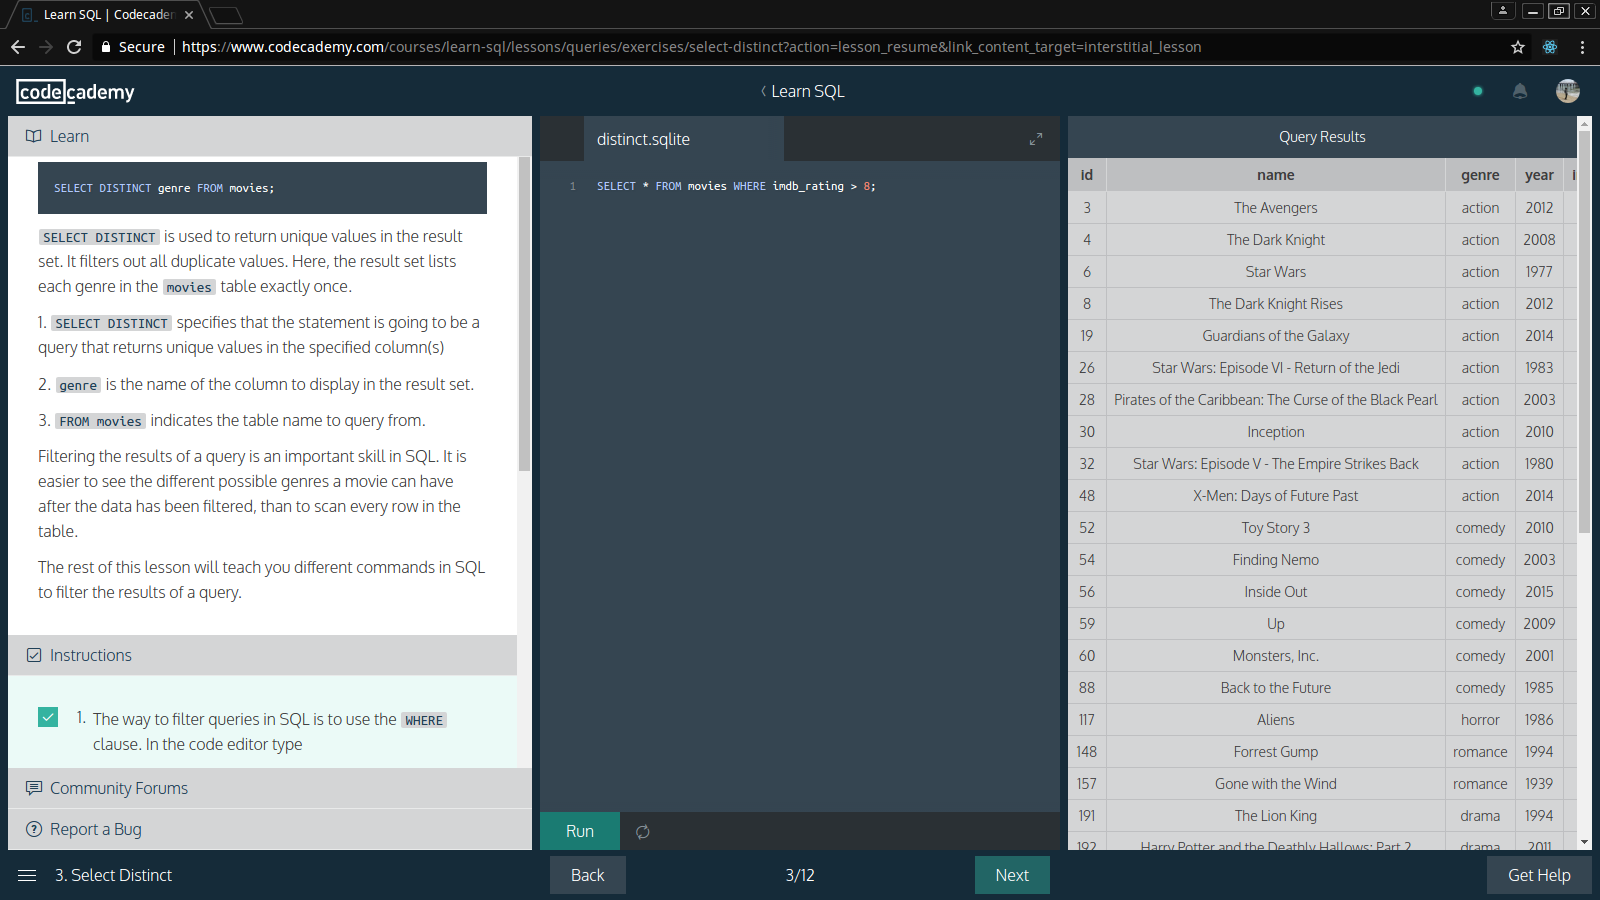 Learn SQL | Codecaden
Secure
https://www.codecademy.com/courses/learn-sql/lessons/queries/exercises/select-distinct?action=lesson_resume&link_content_target=interstitial_lesson
codecademy
Learn SQL
Learn
SELECT DISTINCT genre FROM movies;
SELECT DISTINCT is used to return unique values in the result
set. It filters out all duplicate values. Here, the result set lists
each genre in the movies table exactly once.
1. SELECT DISTINCT specifies that the statement is going to be a
query that returns unique values in the specified column(s)
2. genre is the name of the column to display in the result set.
3. FROM movies indicates the table name to query from.
Filtering the results of a query is an important skill in SQL. It is
easier to see the different possible genres a movie can have
after the data has been filtered, than to scan every row in the
table.
The rest of this lesson will teach you different commands in SQL
to filter the results of a query.
Instructions
1. The way to filter queries in SQL is to use the WHERE
clause. In the code editor type
Community Forums
Report a Bug
distinct.sqlite
1 SELECT * FROM movies WHERE imdb_rating > 8;
Run
Query Results
id name genre year
3 The Avengers action 2012
4 The Dark Knight action 2008
6 Star Wars action 1977
8 The Dark Knight Rises action 2012
19 Guardians of the Galaxy action 2014
26 Star Wars: Episode VI - Return of the Jedi action 1983
28 Pirates of the Caribbean: The Curse of the Black Pearl action 2003
30 Inception action 2010
32 Star Wars: Episode V - The Empire Strikes Back action 1980
48 X-Men: Days of Future Past action 2014
52 Toy Story 3 comedy 2010
54 Finding Nemo comedy 2003
56 Inside Out comedy 2015
59 Up comedy 2009
60 Monsters, Inc. comedy 2001
88 Back to the Future comedy 1985
117 Aliens horror 1986
148 Forrest Gump romance 1994
157 Gone with the Wind romance 1939
191 The Lion King drama 1994
192 Harry Potter and the Deathly Hallows: Part 2 drama 2011
3. Select Distinct
Back
3/12
Next
Get Help